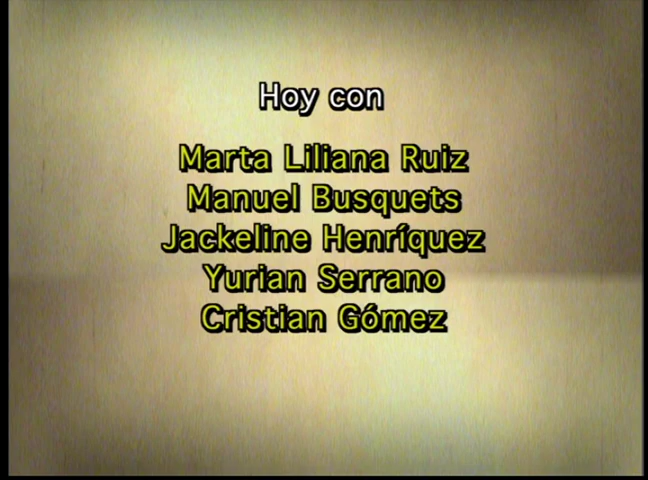 Hoy con
Marta Liliana Ruiz
Manuel Busquets
Jackeline Henríquez
Yurian Serrano
Cristian Gómez